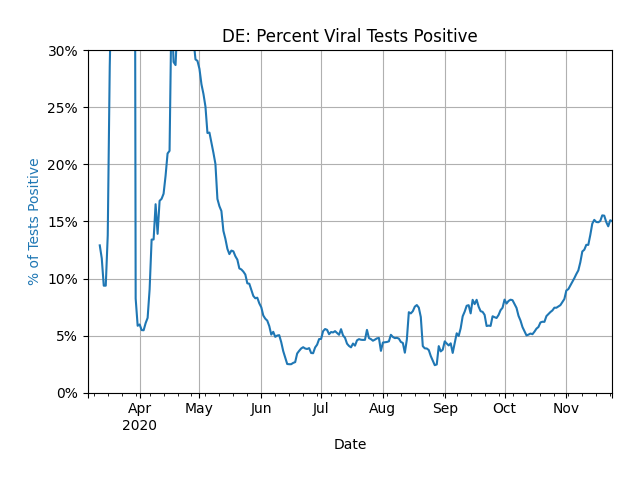 DE: Percent Viral Tests Positive
% of Tests Positive
30%
25%
20%
15%
10%
5%
0%
Apr May Jun Jul Aug Sep Oct Nov
2020
Date